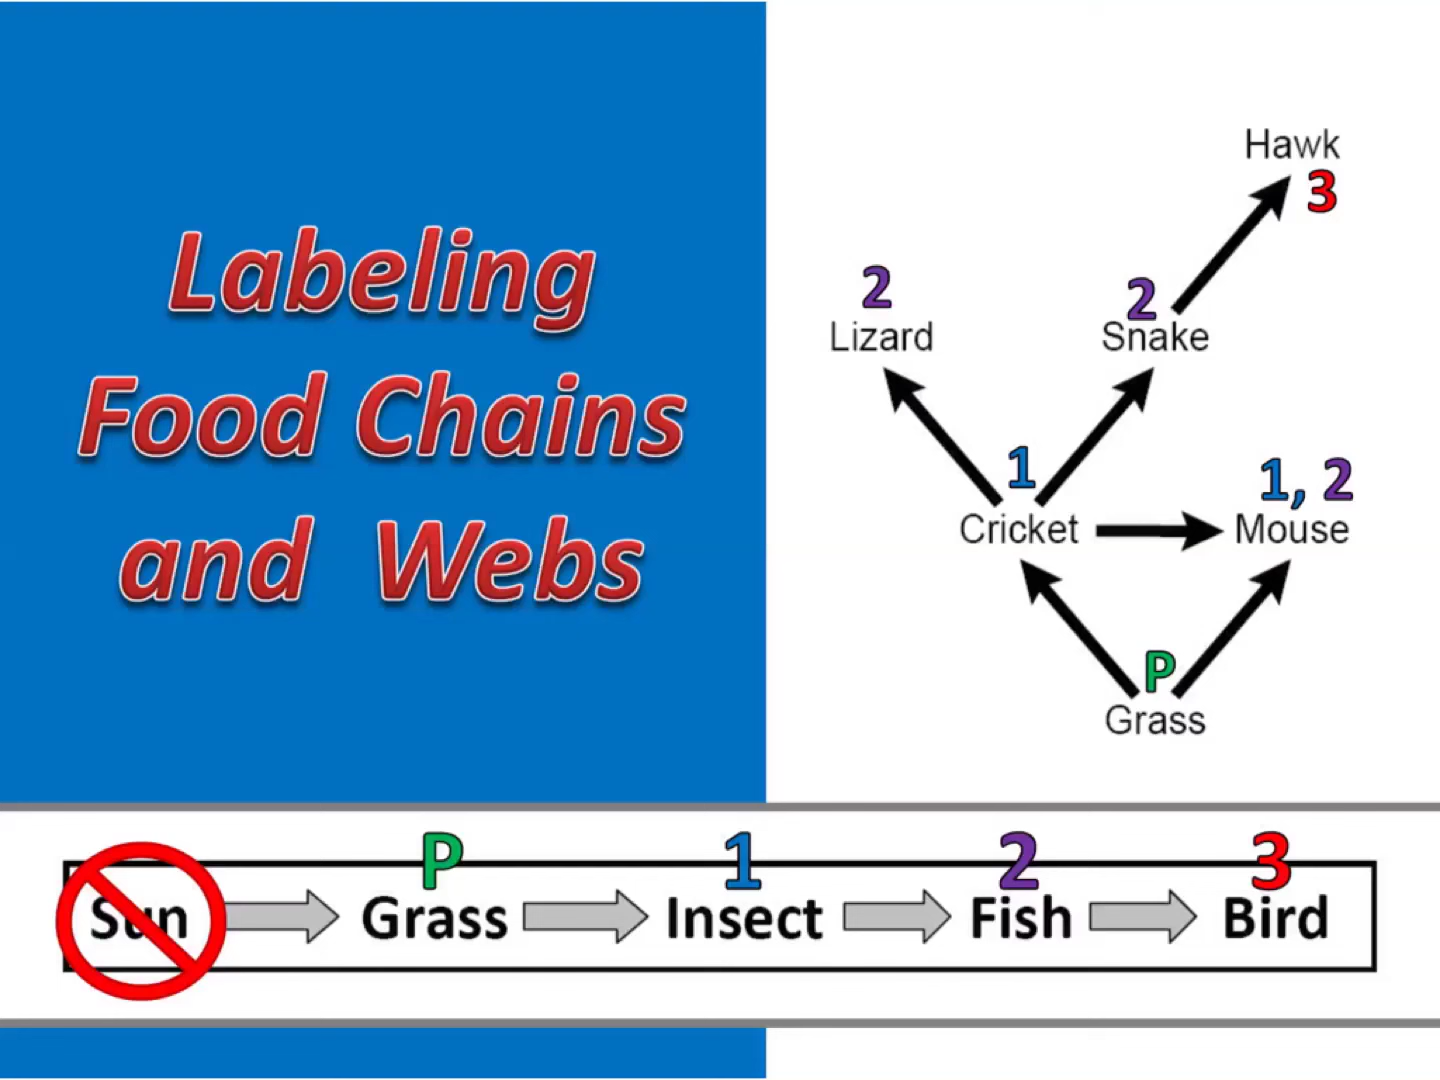 Labeling
Food Chains
and Webs
Hawk
3
2
Lizard
2
Snake
1
Cricket
1, 2
Mouse
P
Grass
Sun
P
Grass
1
Insect
2
Fish
3
Bird